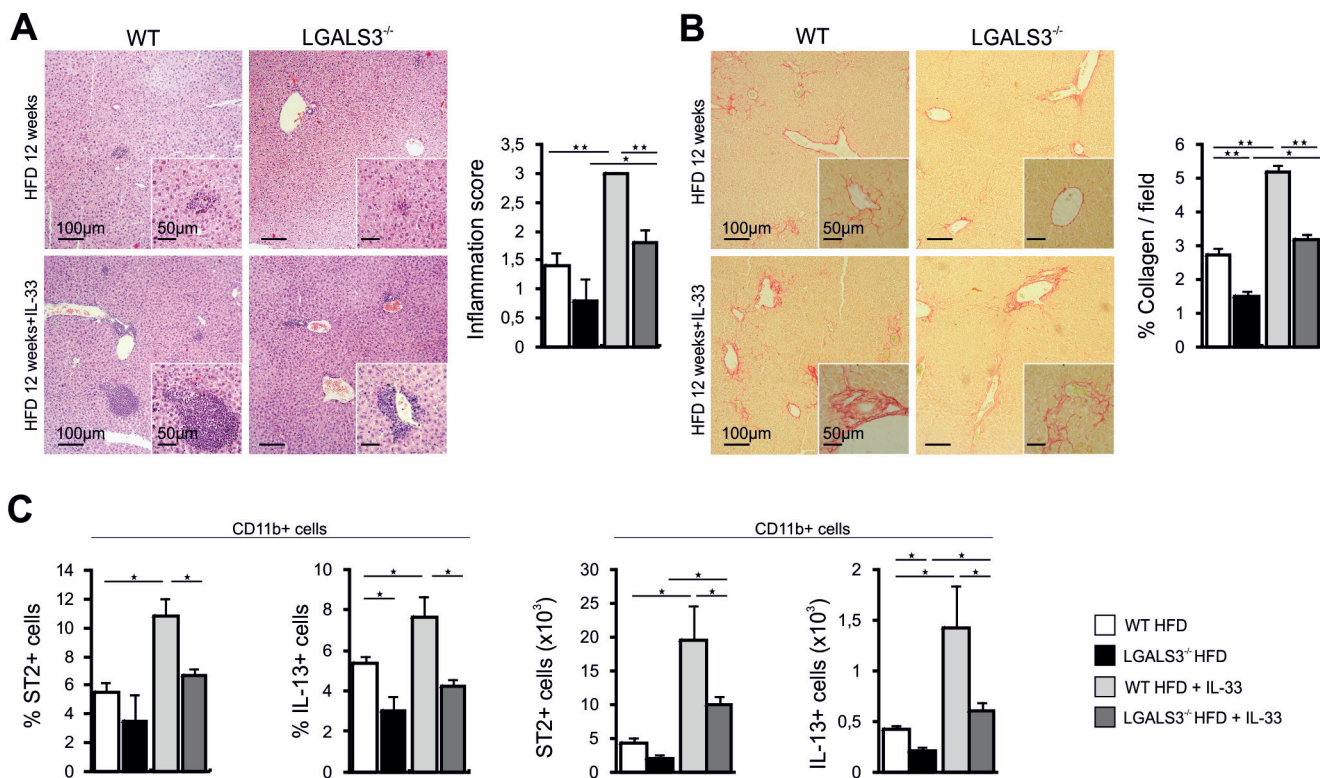 A
WT
LGALS3-/-
HFD 12 weeks
100µm
50µm
HFD 12 weeks+IL-33
100µm
50µm
Inflammation score
3,5
3
2,5
2
1,5
1
0,5
0
★★
★★
★
B
WT
LGALS3-/-
HFD 12 weeks
100µm
50µm
HFD 12 weeks+IL-33
100µm
50µm
% Collagen / field
6
5
4
3
2
1
0
★★
★★
★★
★
C
CD11b+ cells
% ST2+ cells
14
12
10
8
6
4
2
0
★
★
% IL-13+ cells
10
8
6
4
2
0
★
★
★
CD11b+ cells
ST2+ cells (x10³)
30
25
20
15
10
5
0
★
★
★
IL-13+ cells (x10³)
2
1,5
1
0,5
0
★
★
★
★
WT HFD
LGALS3-/- HFD
WT HFD + IL-33
LGALS3-/- HFD + IL-33